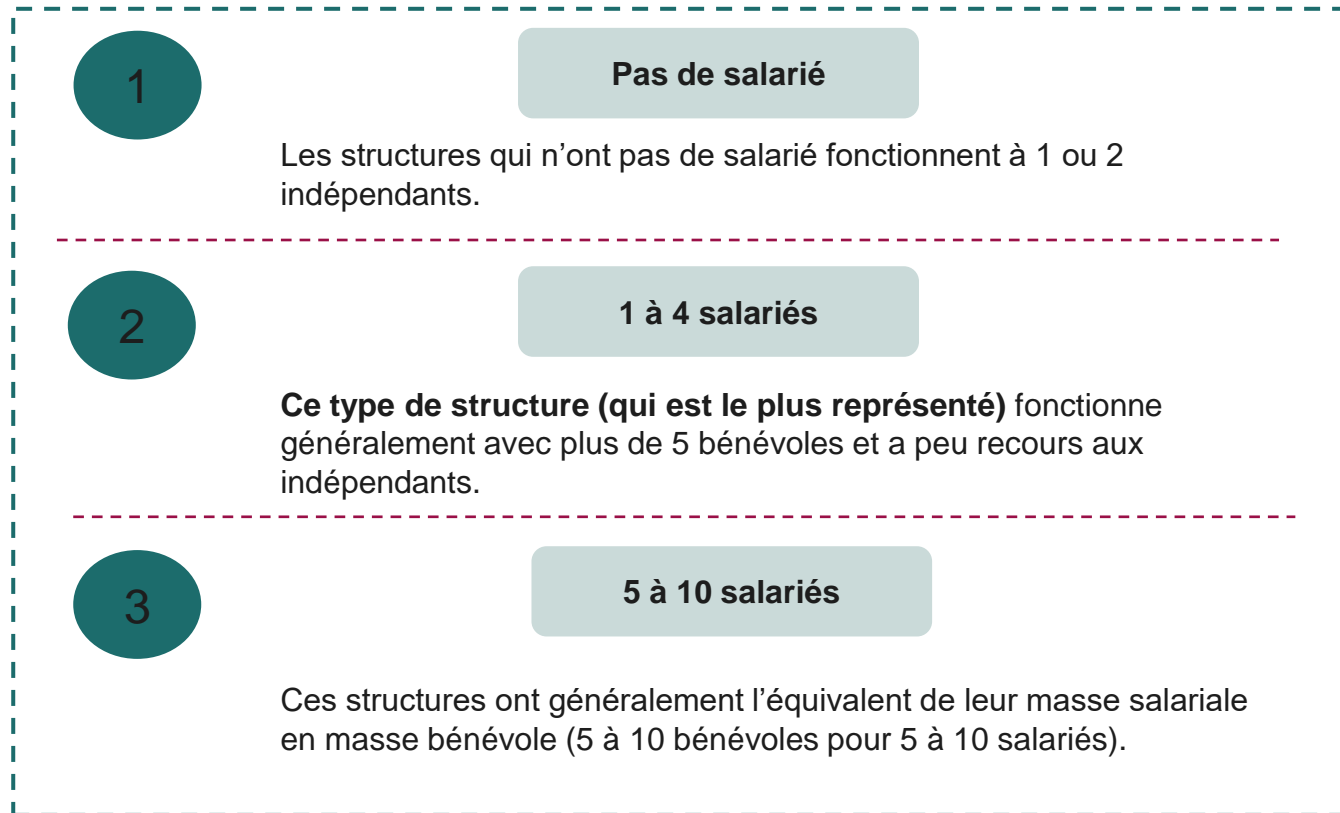 1
Pas de salarié
Les structures qui n’ont pas de salarié fonctionnent à 1 ou 2
indépendants.
2
1 à 4 salariés
Ce type de structure (qui est le plus représenté) fonctionne
généralement avec plus de 5 bénévoles et a peu recours aux
indépendants.
3
5 à 10 salariés
Ces structures ont généralement l’équivalent de leur masse salariale
en masse bénévole (5 à 10 bénévoles pour 5 à 10 salariés).